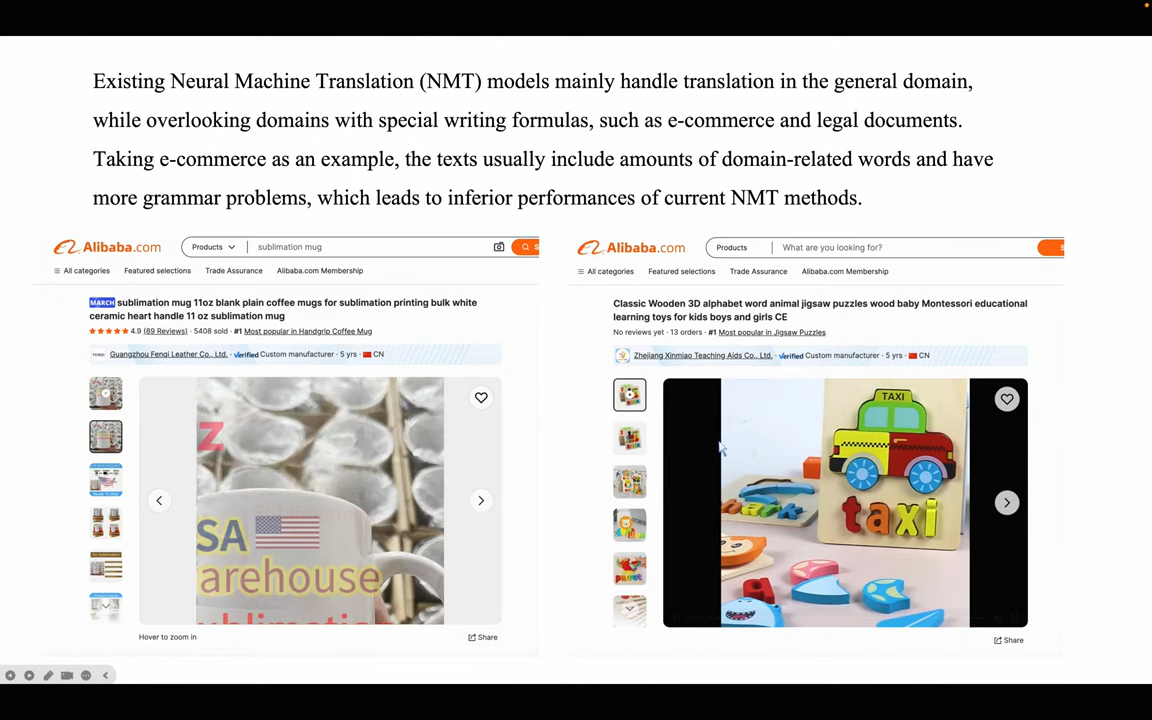 Existing Neural Machine Translation (NMT) models mainly handle translation in the general domain,
while overlooking domains with special writing formulas, such as e-commerce and legal documents.
Taking e-commerce as an example, the texts usually include amounts of domain-related words and have
more grammar problems, which leads to inferior performances of current NMT methods.
Alibaba.com
Products
sublimation mug
All categories
Featured selections
Trade Assurance
Alibaba.com Membership
MARCH sublimation mug 11oz blank plain coffee mugs for sublimation printing bulk white
ceramic heart handle 11 oz sublimation mug
4.9 (89 Reviews) · 5408 sold · #1 Most popular in Handgrip Coffee Mug
FENQI Guangzhou Fenqi Leather Co., Ltd. Verified Custom manufacturer · 5 yrs · CN
Z
SA
arehouse
ublimati
Hover to zoom in
Share
Alibaba.com
Products
What are you looking for?
All categories
Featured selections
Trade Assurance
Alibaba.com Membership
Classic Wooden 3D alphabet word animal jigsaw puzzles wood baby Montessori educational
learning toys for kids boys and girls CE
No reviews yet · 13 orders · #1 Most popular in Jigsaw Puzzles
Zhejiang Xinmiao Teaching Aids Co., Ltd. Verified Custom manufacturer · 5 yrs · CN
TAXI
taxi
parrot
Share